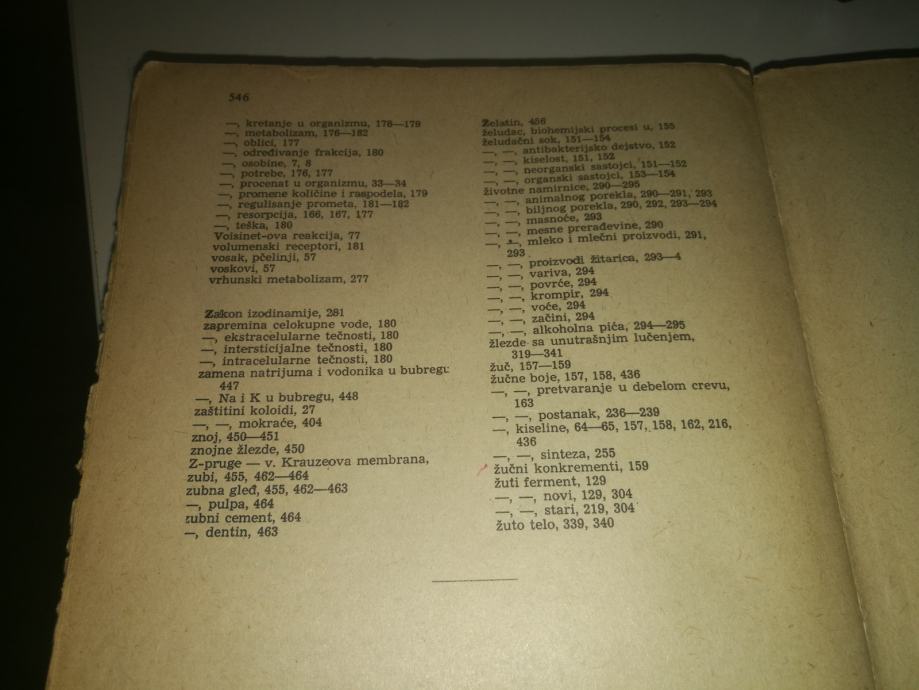 546
—, kretanje u organizmu, 178—179
—, metabolizam, 176—182
—, oblici, 177
—, određivanje frakcija, 180
—, osobine, 7, 8
—, potrebe, 176, 177
—, procenat u organizmu, 33—34
—, promene količine i raspodela, 179
—, regulisanje prometa, 181—182
—, resorpcija, 166, 167, 177
—, teška, 180
Voisinet-ova reakcija, 77
volumenski receptori, 181
vosak, pčelinji, 57
voskovi, 57
vrhunski metabolizam, 277
Zakon izodinamije, 281
zapremina celokupne vode, 180
—, ekstracelularne tečnosti, 180
—, intersticijalne tečnosti, 180
—, intracelularne tečnosti, 180
zamena natrijuma i vodonika u bubregu
447
—, Na i K u bubregu, 448
zaštitini koloidi, 27
—, —, mokraće, 404
znoj, 450—451
znojne žlezde, 450
Z-pruge — v. Krauzeova membrana,
zubi, 455, 462—464
zubna gleđ, 455, 462—463
—, pulpa, 464
zubni cement, 464
—, dentin, 463
Želatin, 456
želudac, biohemijski procesi u, 155
želudačni sok, 151—154
—, —, antibakterijsko dejstvo, 152
—, —, kiselost, 151, 152
—, —, neorganski sastojci, 151—152
—, —, organski sastojci, 153—154
životne namirnice, 290—295
—, —, animalnog porekla, 290—291, 293
—, —, biljnog porekla, 290, 292, 293—294
—, —, masnoće, 293
—, —, mesne prerađevine, 290
—, —, mleko i mlečni proizvodi, 291,
293
—, —, proizvodi žitarica, 293—4
—, —, variva, 294
—, —, povrće, 294
—, —, krompir, 294
—, —, voće, 294
—, —, začini, 294
—, —, alkoholna pića, 294—295
žlezde sa unutrašnjim lučenjem,
319—341
žuč, 157—159
žučne boje, 157, 158, 436
—, —, pretvaranje u debelom crevu,
163
—, —, postanak, 236—239
—, kiseline, 64—65, 157, 158, 162, 216,
436
—, —, sinteza, 255
žučni konkrementi, 159
žuti ferment, 129
—, —, novi, 129, 304
—, —, stari, 219, 304
žuto telo, 339, 340